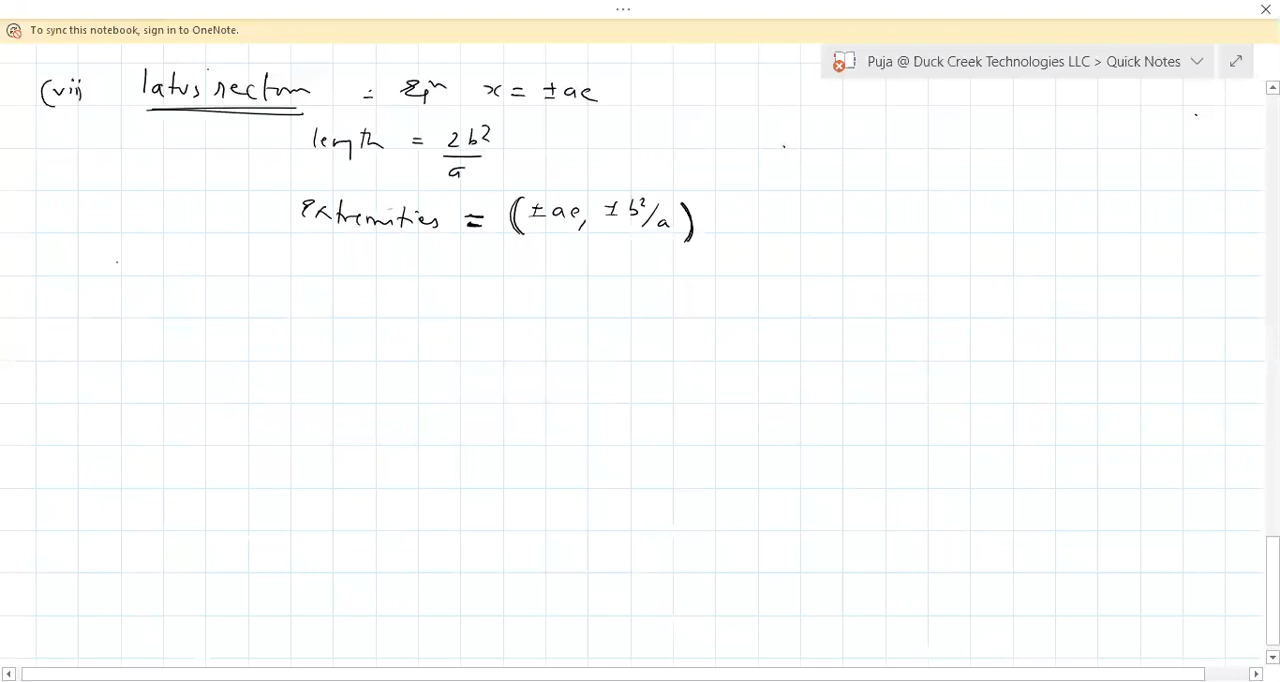 ...
To sync this notebook, sign in to OneNote.
Puja @ Duck Creek Technologies LLC > Quick Notes
(vii) latus rectum = Eqn x = ±ae
length = 2b²/a
extremities = (±ae, ±b²/a)